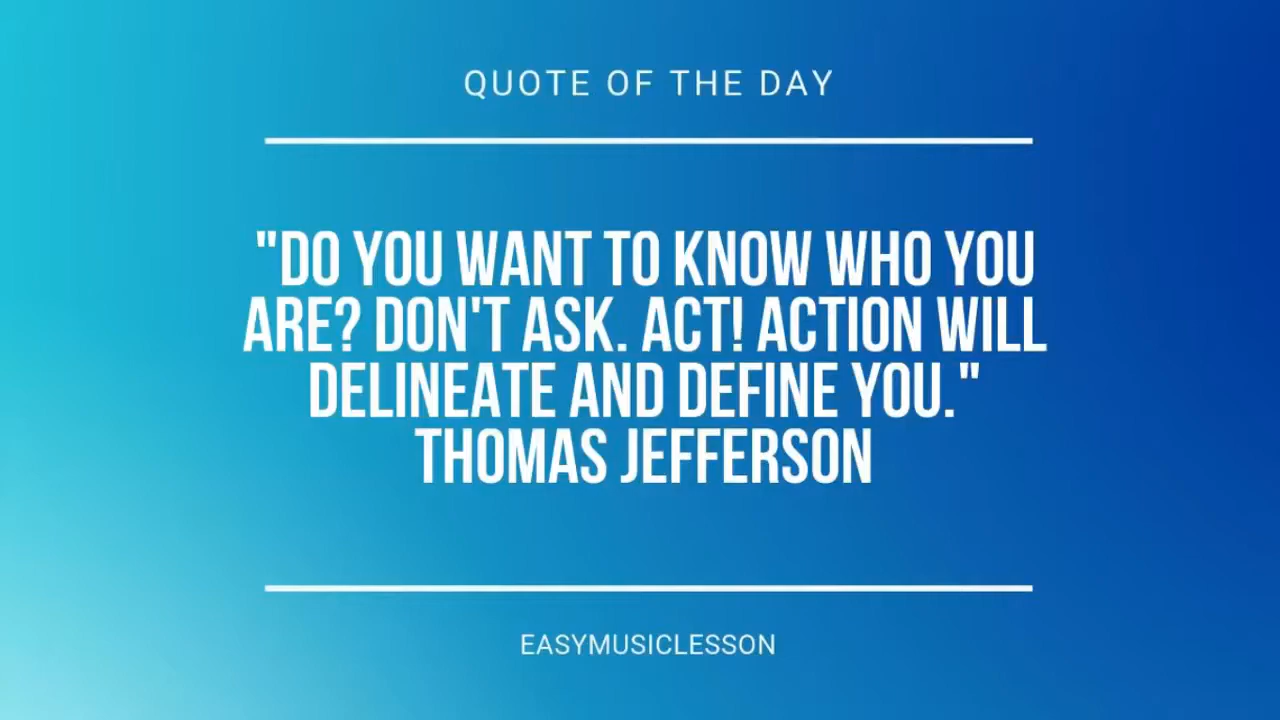 QUOTE OF THE DAY
"DO YOU WANT TO KNOW WHO YOU
ARE? DON'T ASK. ACT! ACTION WILL
DELINEATE AND DEFINE YOU."
THOMAS JEFFERSON
EASYMUSICLESSON